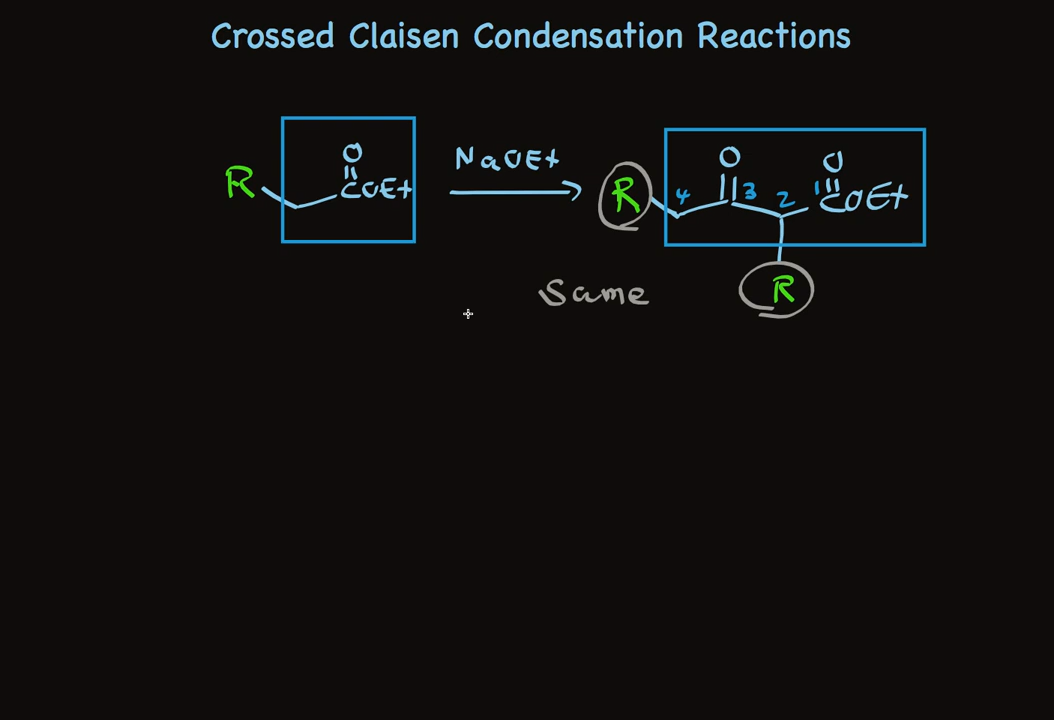 Crossed Claisen Condensation Reactions
O O O
R COEt NaOEt R 4 3 2 1 COEt
Same R